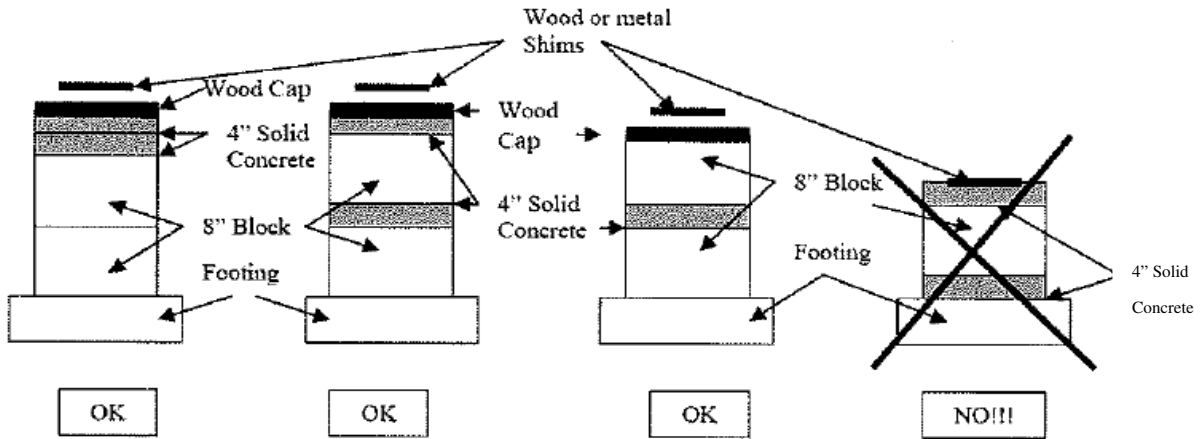 Wood or metal
Shims
Wood Cap
4” Solid
Concrete
8” Block
Footing
Wood
Cap
4” Solid
Concrete
8” Block
Footing
4” Solid
Concrete
OK
OK
OK
NO!!!